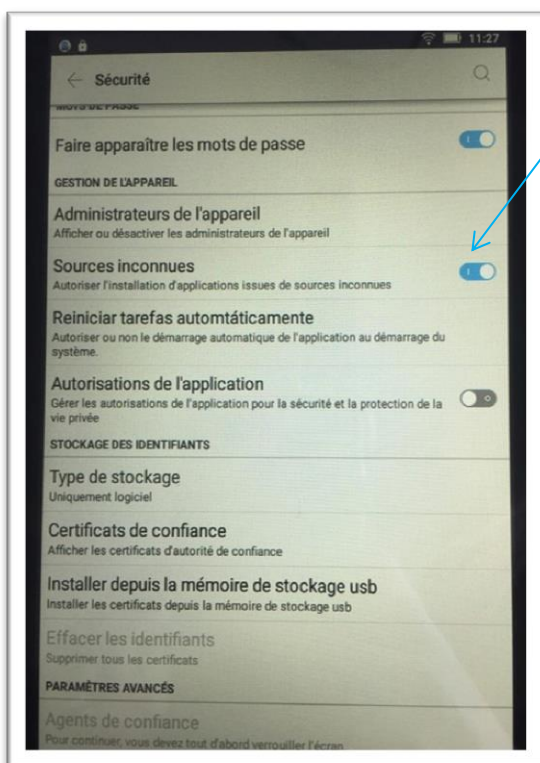 11:27
Sécurité
MOTS DE PASSE
Faire apparaître les mots de passe
GESTION DE L'APPAREIL
Administrateurs de l'appareil
Afficher ou désactiver les administrateurs de l'appareil
Sources inconnues
Autoriser l'installation d'applications issues de sources inconnues
Reiniciar tarefas automtáticamente
Autoriser ou non le démarrage automatique de l'application au démarrage du
système.
Autorisations de l'application
Gérer les autorisations de l'application pour la sécurité et la protection de la
vie privée
STOCKAGE DES IDENTIFIANTS
Type de stockage
Uniquement logiciel
Certificats de confiance
Afficher les certificats d'autorité de confiance
Installer depuis la mémoire de stockage usb
Installer les certificats depuis la mémoire de stockage usb
Effacer les identifiants
Supprimer tous les certificats
PARAMÈTRES AVANCÉS
Agents de confiance
Pour continuer, vous devez tout d'abord verrouiller l'écran